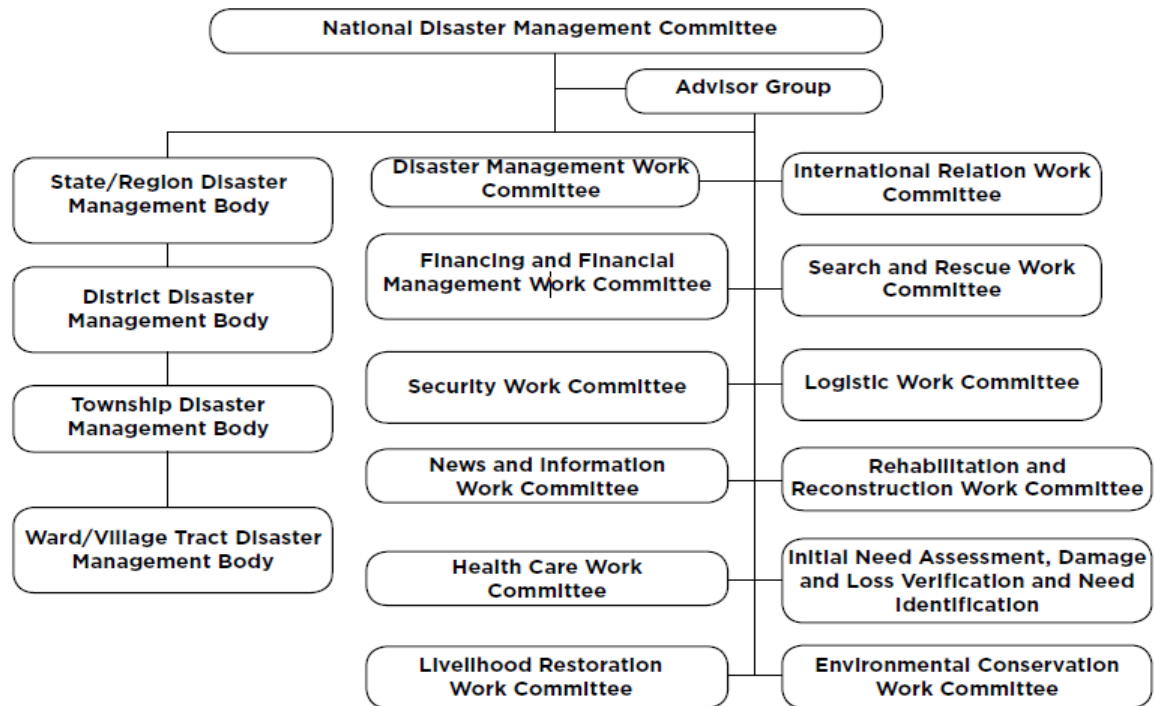 National Disaster Management Committee
Advisor Group
State/Region Disaster
Management Body
District Disaster
Management Body
Township Disaster
Management Body
Ward/Village Tract Disaster
Management Body
Disaster Management Work
Committee
International Relation Work
Committee
Financing and Financial
Management Work Committee
Search and Rescue Work
Committee
Security Work Committee
Logistic Work Committee
News and Information
Work Committee
Rehabilitation and
Reconstruction Work Committee
Health Care Work
Committee
Initial Need Assessment, Damage
and Loss Verification and Need
Identification
Livelihood Restoration
Work Committee
Environmental Conservation
Work Committee